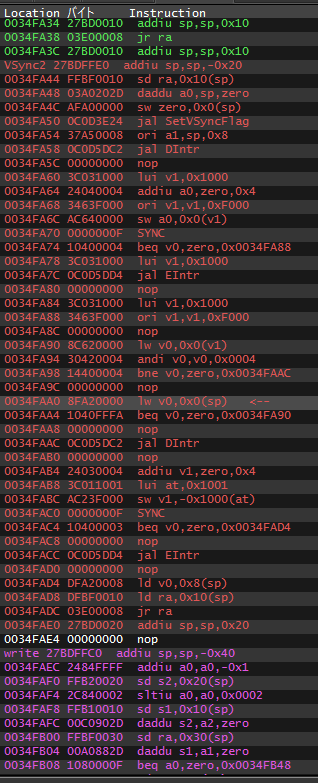 Location バイト Instruction
0034FA34 27BD0010 addiu sp,sp,0x10
0034FA38 03E00008 jr ra
0034FA3C 27BD0010 addiu sp,sp,0x10
VSync2 27BDFFE0 addiu sp,sp,-0x20
0034FA44 FFBF0010 sd ra,0x10(sp)
0034FA48 03A0202D daddu a0,sp,zero
0034FA4C AFA00000 sw zero,0x0(sp)
0034FA50 0C0D3E24 jal SetVSyncFlag
0034FA54 37A50008 ori a1,sp,0x8
0034FA58 0C0D5DC2 jal DIntr
0034FA5C 00000000 nop
0034FA60 3C031000 lui v1,0x1000
0034FA64 24040004 addiu a0,zero,0x4
0034FA68 3463F000 ori v1,v1,0xF000
0034FA6C AC640000 sw a0,0x0(v1)
0034FA70 0000000F SYNC
0034FA74 10400004 beq v0,zero,0x0034FA88
0034FA78 3C031000 lui v1,0x1000
0034FA7C 0C0D5DD4 jal EIntr
0034FA80 00000000 nop
0034FA84 3C031000 lui v1,0x1000
0034FA88 3463F000 ori v1,v1,0xF000
0034FA8C 00000000 nop
0034FA90 8C620000 lw v0,0x0(v1)
0034FA94 30420004 andi v0,v0,0x0004
0034FA98 14400004 bne v0,zero,0x0034FAAC
0034FA9C 00000000 nop
0034FAA0 8FA20000 lw v0,0x0(sp) <--
0034FAA4 1040FFFA beq v0,zero,0x0034FA90
0034FAA8 00000000 nop
0034FAAC 0C0D5DC2 jal DIntr
0034FAB0 00000000 nop
0034FAB4 24030004 addiu v1,zero,0x4
0034FAB8 3C011001 lui at,0x1001
0034FABC AC23F000 sw v1,-0x1000(at)
0034FAC0 0000000F SYNC
0034FAC4 10400003 beq v0,zero,0x0034FAD4
0034FAC8 00000000 nop
0034FACC 0C0D5DD4 jal EIntr
0034FAD0 00000000 nop
0034FAD4 DFA20008 ld v0,0x8(sp)
0034FAD8 DFBF0010 ld ra,0x10(sp)
0034FADC 03E00008 jr ra
0034FAE0 27BD0020 addiu sp,sp,0x20
0034FAE4 00000000 nop
write 27BDFFC0 addiu sp,sp,-0x40
0034FAEC 2484FFFF addiu a0,a0,-0x1
0034FAF0 FFB20020 sd s2,0x20(sp)
0034FAF4 2C840002 sltiu a0,a0,0x0002
0034FAF8 FFB10010 sd s1,0x10(sp)
0034FAFC 00C0902D daddu s2,a2,zero
0034FB00 FFBF0030 sd ra,0x30(sp)
0034FB04 00A0882D daddu s1,a1,zero
0034FB08 1080000F beq a0,zero,0x0034FB48